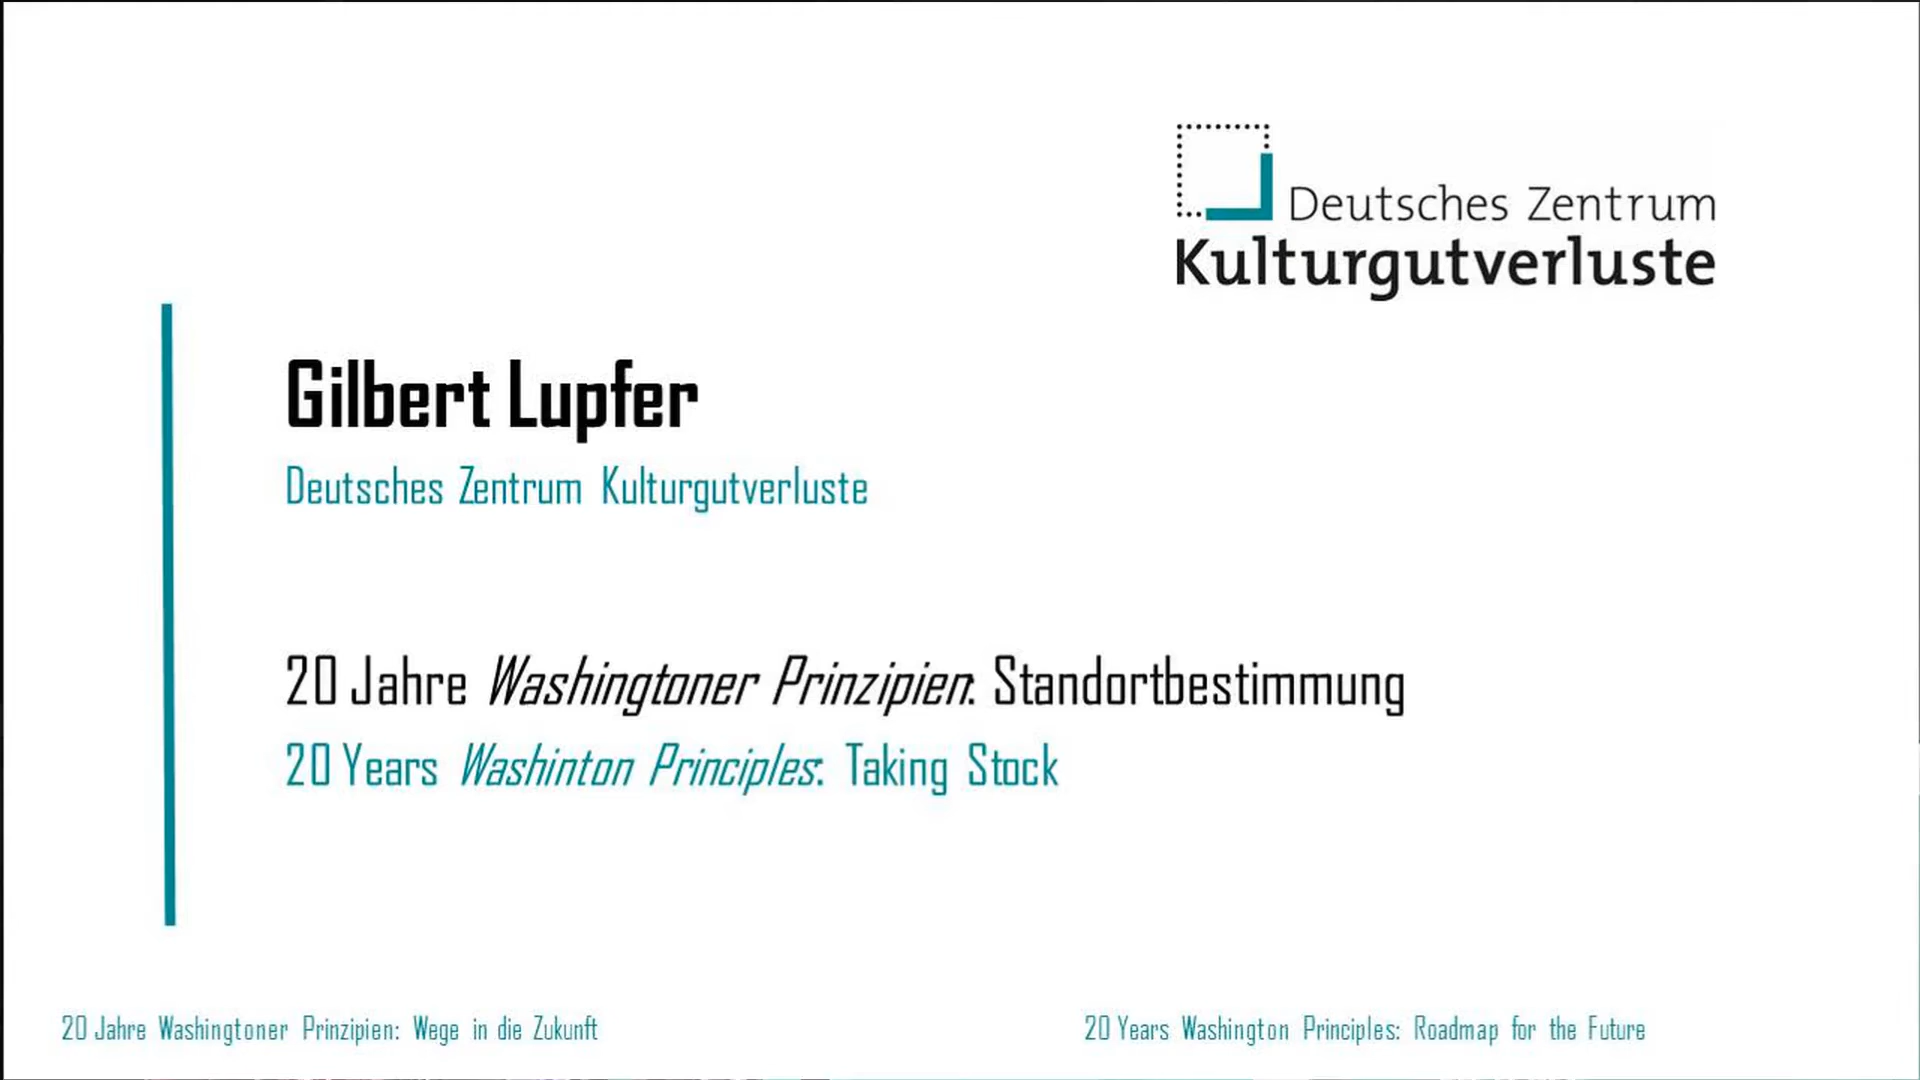 Deutsches Zentrum
Kulturgutverluste
Gilbert Lupfer
Deutsches Zentrum Kulturgutverluste
20 Jahre Washingtoner Prinzipien: Standortbestimmung
20 Years Washinton Principles: Taking Stock
20 Jahre Washingtoner Prinzipien: Wege in die Zukunft
20 Years Washington Principles: Roadmap for the Future